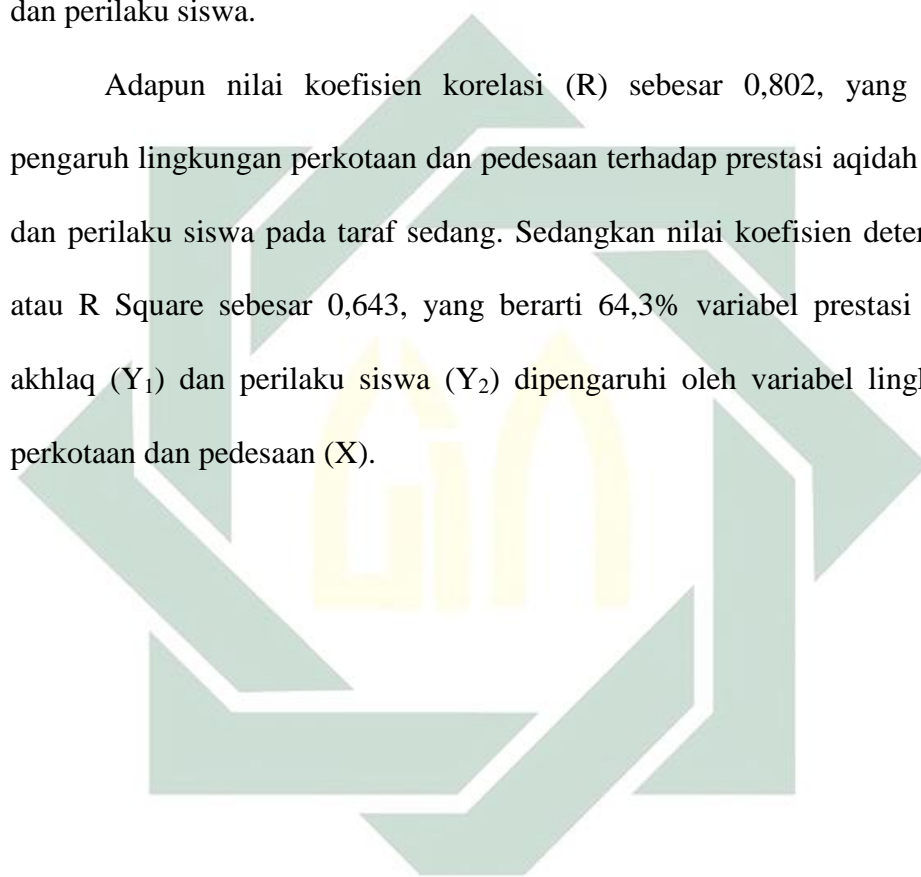 dan perilaku siswa.
Adapun nilai koefisien korelasi (R) sebesar 0,802, yang
pengaruh lingkungan perkotaan dan pedesaan terhadap prestasi aqidah
dan perilaku siswa pada taraf sedang. Sedangkan nilai koefisien deter
atau R Square sebesar 0,643, yang berarti 64,3% variabel prestasi
akhlaq (Y₁) dan perilaku siswa (Y₂) dipengaruhi oleh variabel ling
perkotaan dan pedesaan (X).